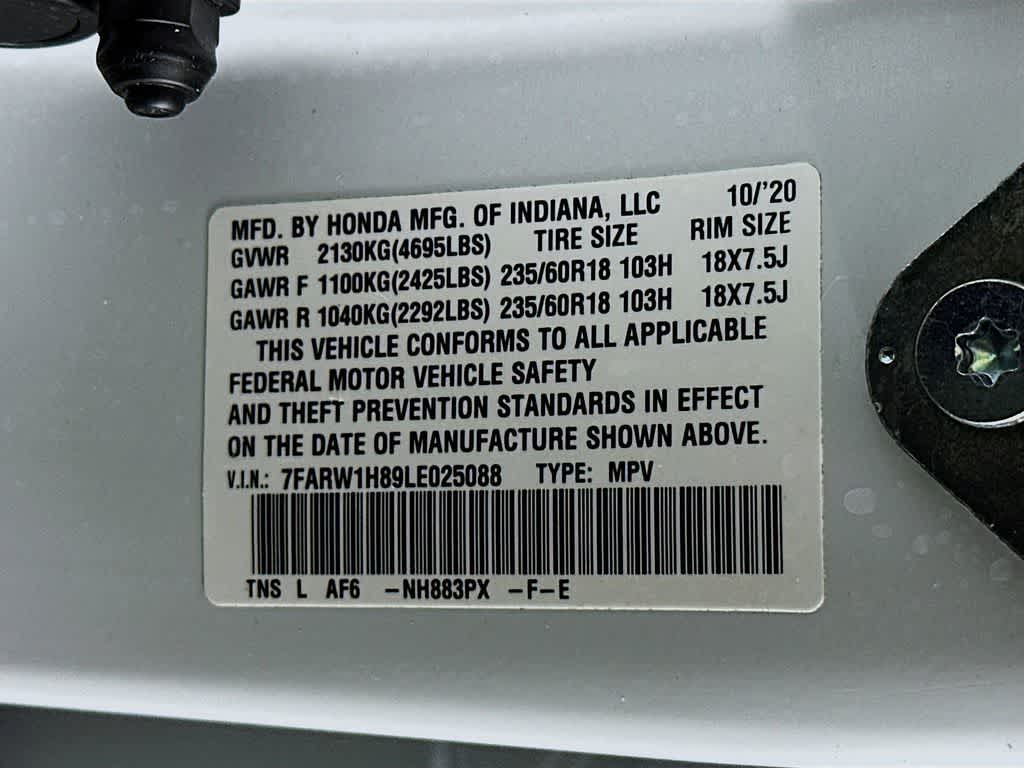 MFD. BY HONDA MFG. OF INDIANA, LLC 10/'20
GVWR 2130KG(4695LBS) TIRE SIZE RIM SIZE
GAWR F 1100KG(2425LBS) 235/60R18 103H 18X7.5J
GAWR R 1040KG(2292LBS) 235/60R18 103H 18X7.5J
THIS VEHICLE CONFORMS TO ALL APPLICABLE
FEDERAL MOTOR VEHICLE SAFETY
AND THEFT PREVENTION STANDARDS IN EFFECT
ON THE DATE OF MANUFACTURE SHOWN ABOVE.
V.I.N.: 7FARW1H89LE025088 TYPE: MPV
TNS L AF6 -NH883PX -F-E